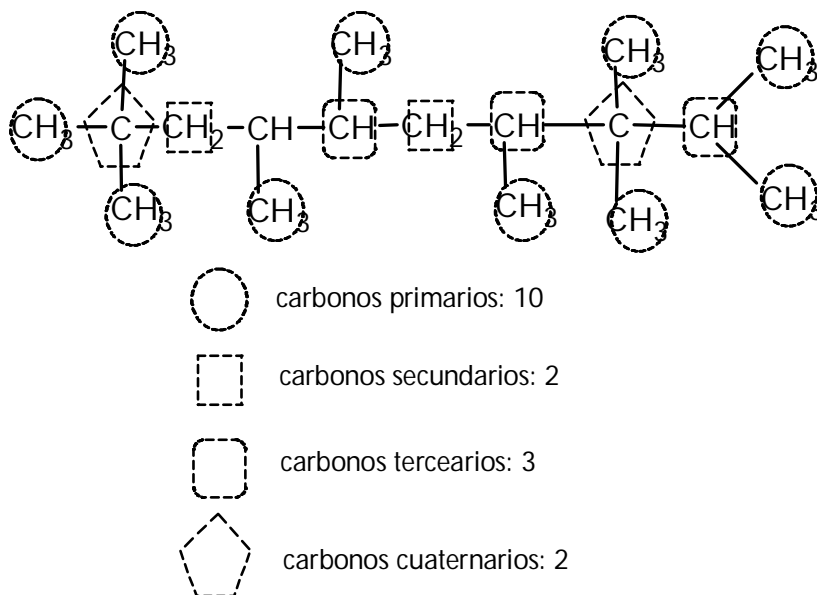 CH3 CH3 CH3 CH3
CH3 C CH2 CH CH CH2 CH C CH
CH3 CH3 CH3 CH3 CH3
carbonos primarios: 10
carbonos secundarios: 2
carbonos tercearios: 3
carbonos cuaternarios: 2